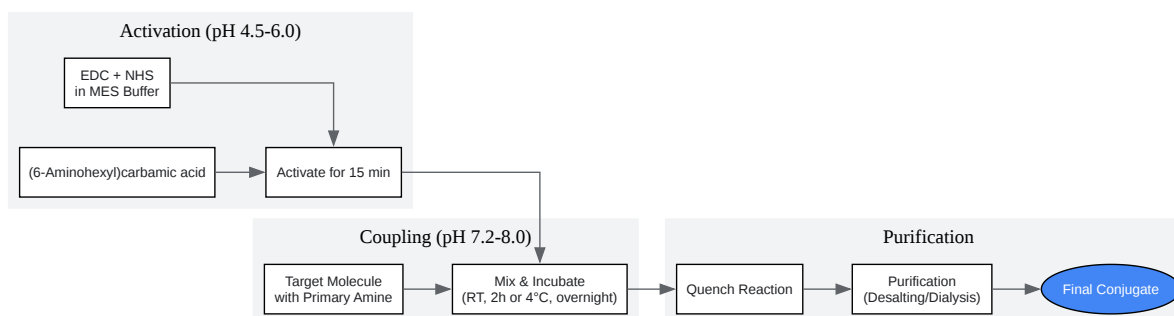 Activation (pH 4.5-6.0)
EDC + NHS
in MES Buffer
(6-Aminohexyl)carbamic acid
Activate for 15 min
Coupling (pH 7.2-8.0)
Target Molecule
with Primary Amine
Mix & Incubate
(RT, 2h or 4°C, overnight)
Purification
Quench Reaction
Purification
(Desalting/Dialysis)
Final Conjugate